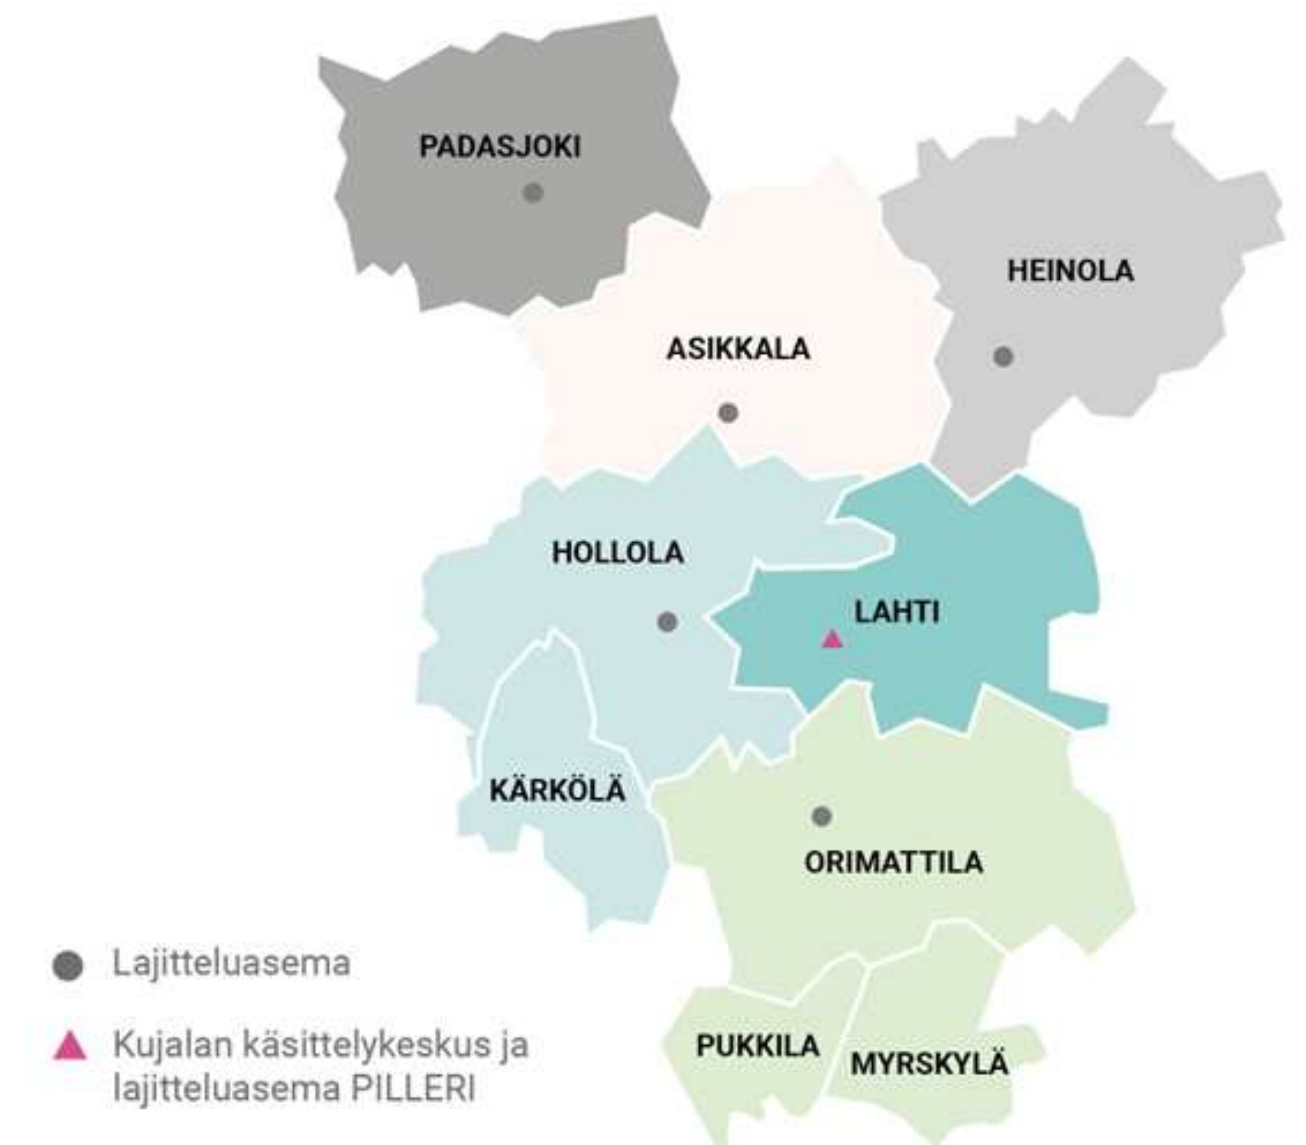 PADASJOKI
HEINOLA
ASIKKALA
HOLLOLA
LAHTI
KÄRKÖLÄ
ORIMATTILA
Lajitteluasema
PUKKILA
MYRSKYLÄ
Kujalan käsittelykeskus ja
lajitteluasema PILLERI